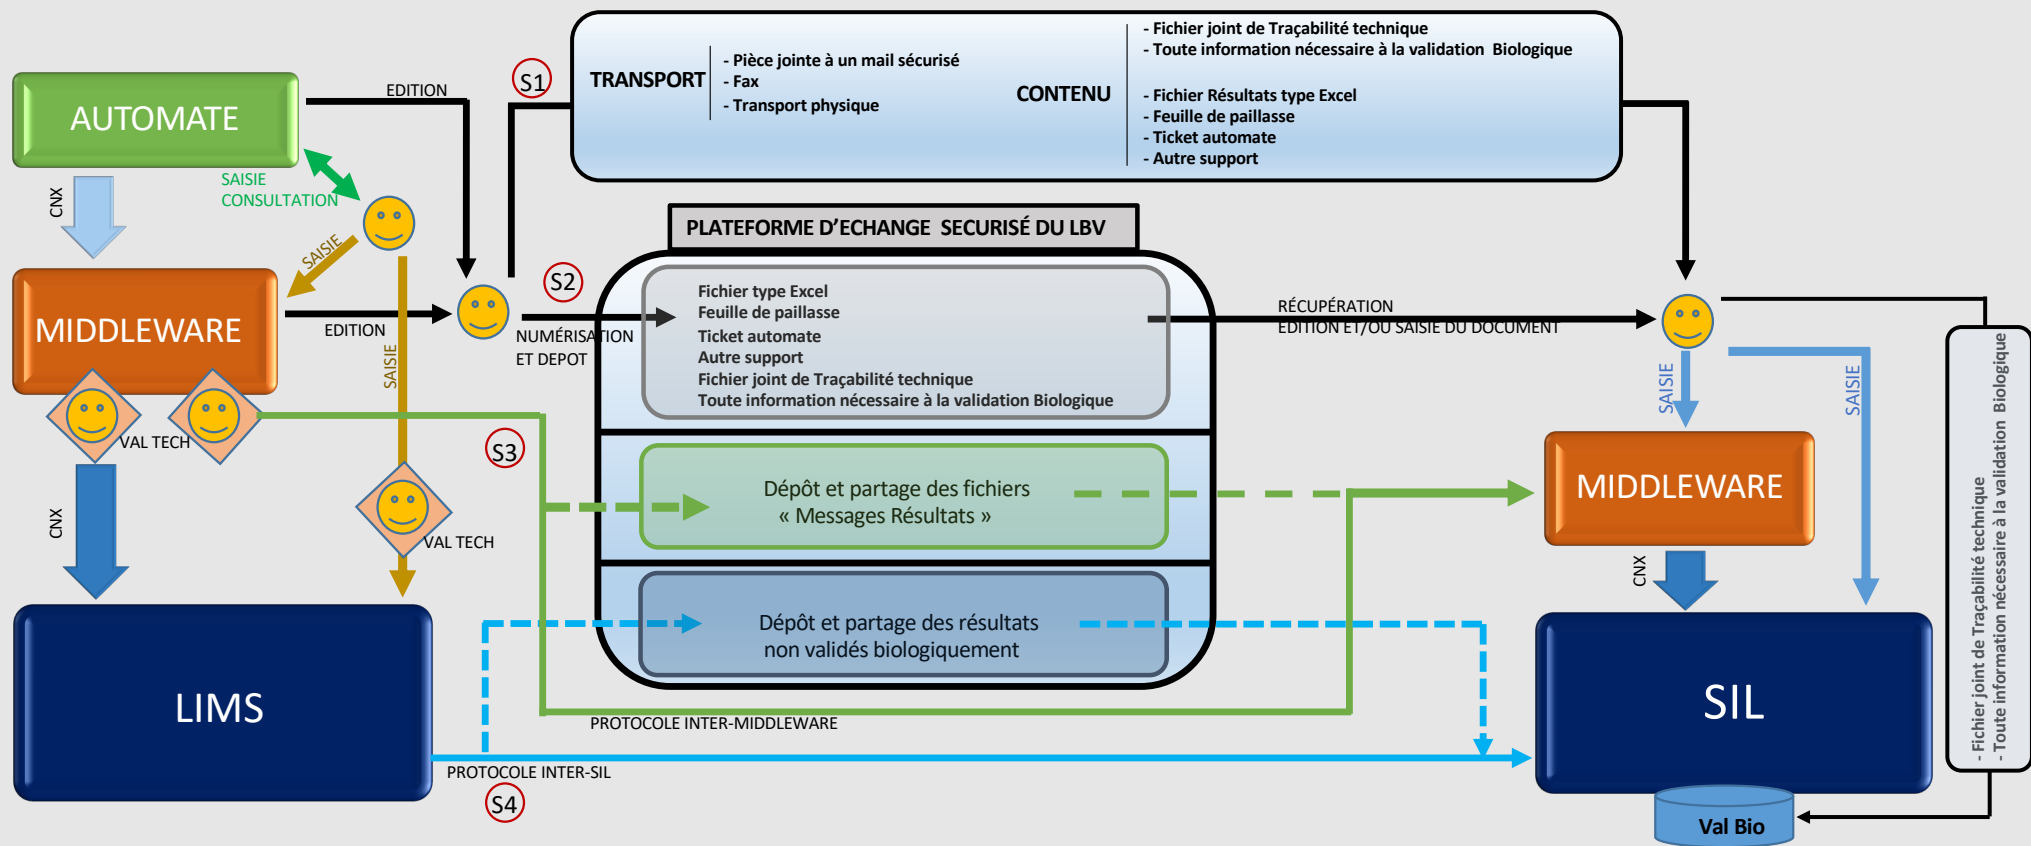 S1
TRANSPORT
- Pièce jointe à un mail sécurisé
- Fax
- Transport physique
CONTENU
- Fichier joint de Traçabilité technique
- Toute information nécessaire à la validation Biologique
- Fichier Résultats type Excel
- Feuille de paillasse
- Ticket automate
- Autre support
AUTOMATE
EDITION
SAISIE
CONSULTATION
CNX
SAISIE
MIDDLEWARE
EDITION
SAISIE
VAL TECH
VAL TECH
CNX
LIMS
S2
NUMÉRISATION
ET DEPOT
PLATEFORME D’ECHANGE SECURISÉ DU LBV
Fichier type Excel
Feuille de paillasse
Ticket automate
Autre support
Fichier joint de Traçabilité technique
Toute information nécessaire à la validation Biologique
RÉCUPÉRATION
EDITION ET/OU SAISIE DU DOCUMENT
S3
Dépôt et partage des fichiers
« Messages Résultats »
Dépôt et partage des résultats
non validés biologiquement
PROTOCOLE INTER-MIDDLEWARE
PROTOCOLE INTER-SIL
S4
SAISIE
SAISIE
MIDDLEWARE
CNX
SIL
Val Bio
- Fichier joint de Traçabilité technique
- Toute information nécessaire à la validation Biologique